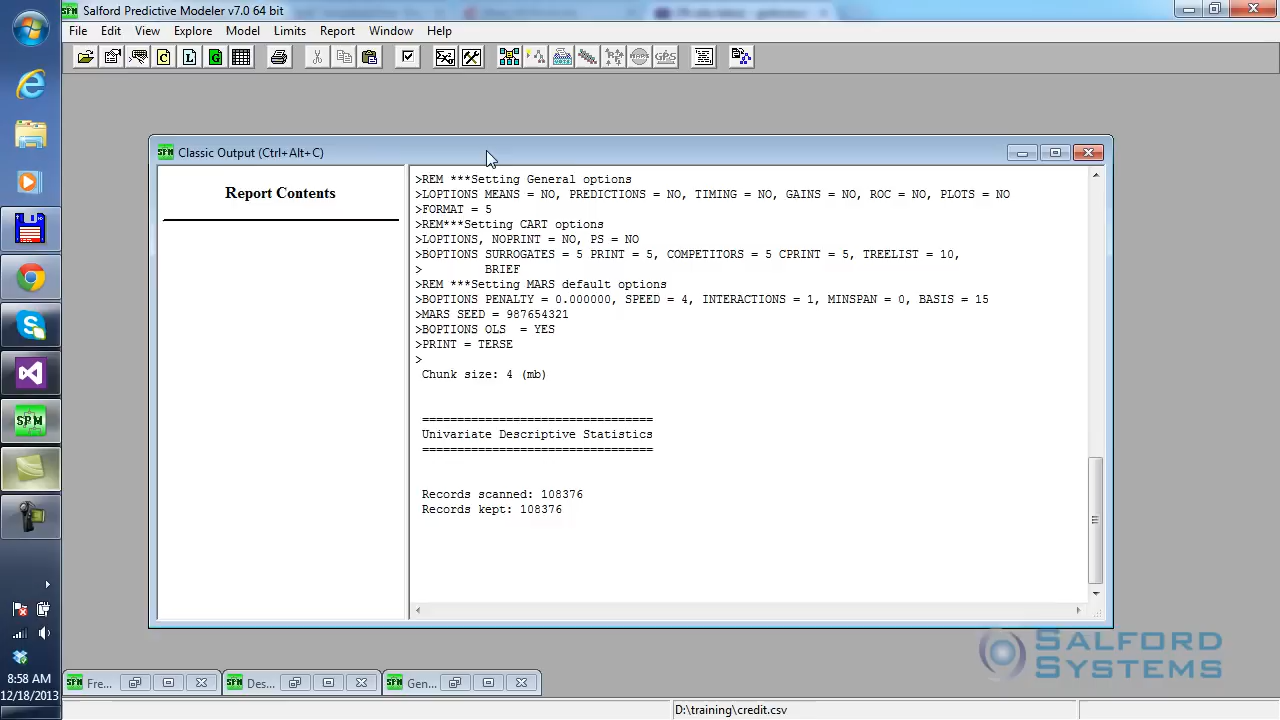 Salford Predictive Modeler v7.0 64 bit
File Edit View Explore Model Limits Report Window Help
Classic Output (Ctrl+Alt+C)
Report Contents
>REM ***Setting General options
>LOPTIONS MEANS = NO, PREDICTIONS = NO, TIMING = NO, GAINS = NO, ROC = NO, PLOTS = NO
>FORMAT = 5
>REM***Setting CART options
>LOPTIONS, NOPRINT = NO, PS = NO
>BOPTIONS SURROGATES = 5 PRINT = 5, COMPETITORS = 5 CPRINT = 5, TREELIST = 10,
> BRIEF
>REM ***Setting MARS default options
>BOPTIONS PENALTY = 0.000000, SPEED = 4, INTERACTIONS = 1, MINSPAN = 0, BASIS = 15
>MARS SEED = 987654321
>BOPTIONS OLS = YES
>PRINT = TERSE
>
Chunk size: 4 (mb)
===============================
Univariate Descriptive Statistics
===============================
Records scanned: 108376
Records kept: 108376
SALFORD
SYSTEMS
Fre... Des... Gen...
D:\training\credit.csv
8:58 AM
12/18/2013
C L G
GPS
SPM